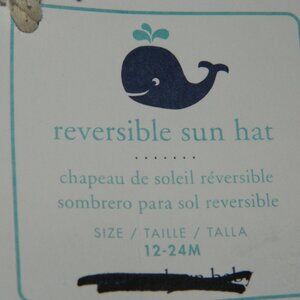 reversible sun hat
chapeau de soleil réversible
sombrero para sol reversible
SIZE / TAILLE / TALLA
12-24M